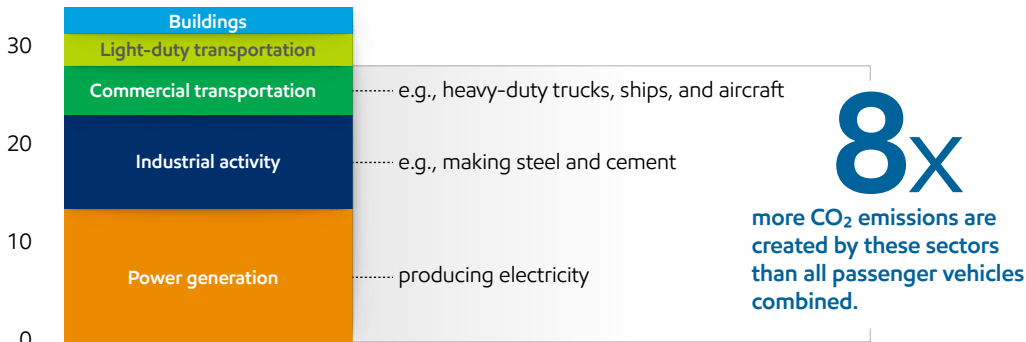 Buildings
30
Light-duty transportation
Commercial transportation
e.g., heavy-duty trucks, ships, and aircraft
20
Industrial activity
e.g., making steel and cement
10
Power generation
producing electricity
0
8x
more CO₂ emissions are
created by these sectors
than all passenger vehicles
combined.